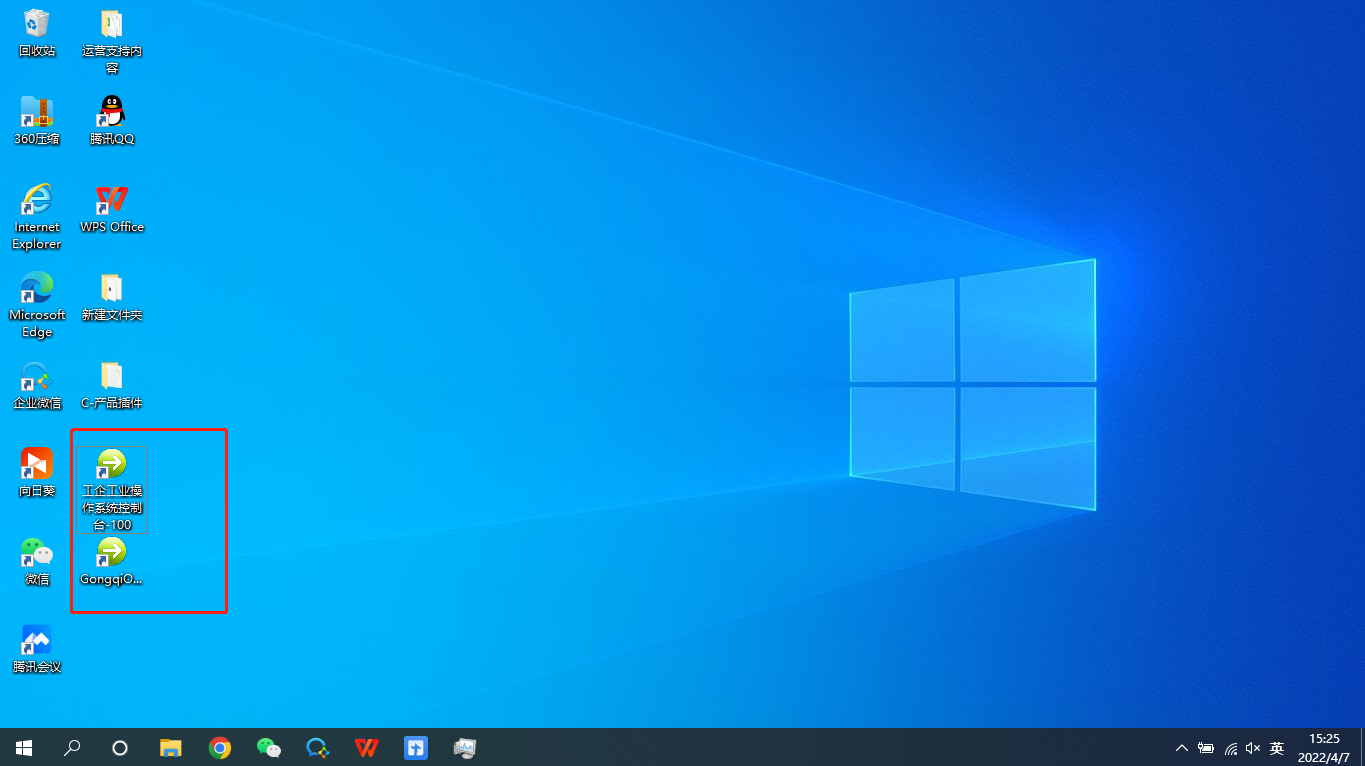 回收站
运营支持内
容
360压缩
腾讯QQ
Internet
Explorer
WPS Office
Microsoft
Edge
新建文件夹
企业微信
C-产品插件
向日葵
工企工业操
作系统控制
台-100
微信
GongqiO...
腾讯会议
英
15:25
2022/4/7